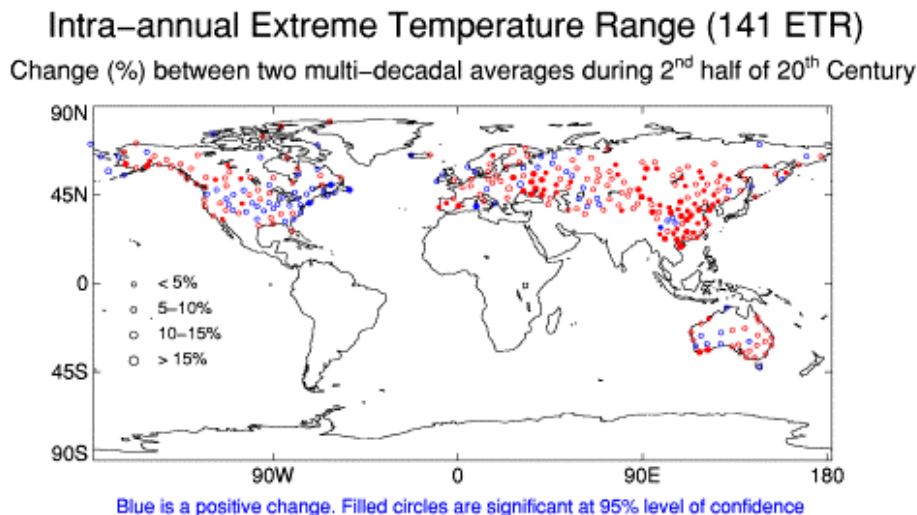 Intra−annual Extreme Temperature Range (141 ETR)
Change (%) between two multi−decadal averages during 2nd half of 20th Century
90N
45N
0
45S
90S
< 5%
5−10%
10−15%
> 15%
90W 0 90E 180
Blue is a positive change. Filled circles are significant at 95% level of confidence